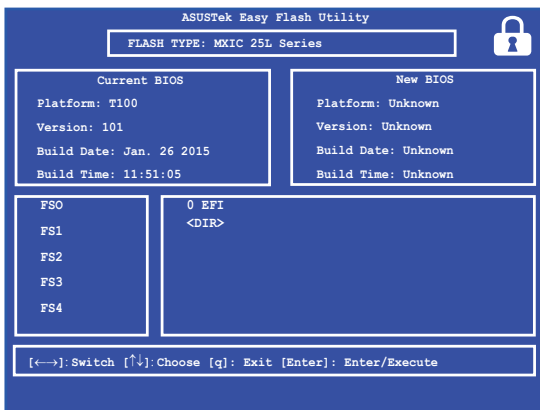 ASUSTek Easy Flash Utility
FLASH TYPE: MXIC 25L Series
Current BIOS
Platform: T100
Version: 101
Build Date: Jan. 26 2015
Build Time: 11:51:05
New BIOS
Platform: Unknown
Version: Unknown
Build Date: Unknown
Build Time: Unknown
FSO
FS1
FS2
FS3
FS4
0 EFI
<DIR>
[←→]: Switch [↑↓]: Choose [q]: Exit [Enter]: Enter/Execute